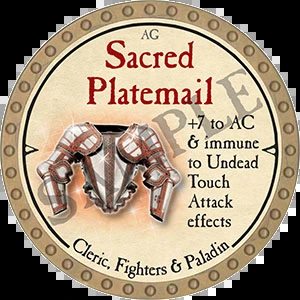 AG
Sacred
Platemail
+7 to AC
& immune
to Undead
Touch
Attack
effects
Cleric, Fighters & Paladin
SAMPLE